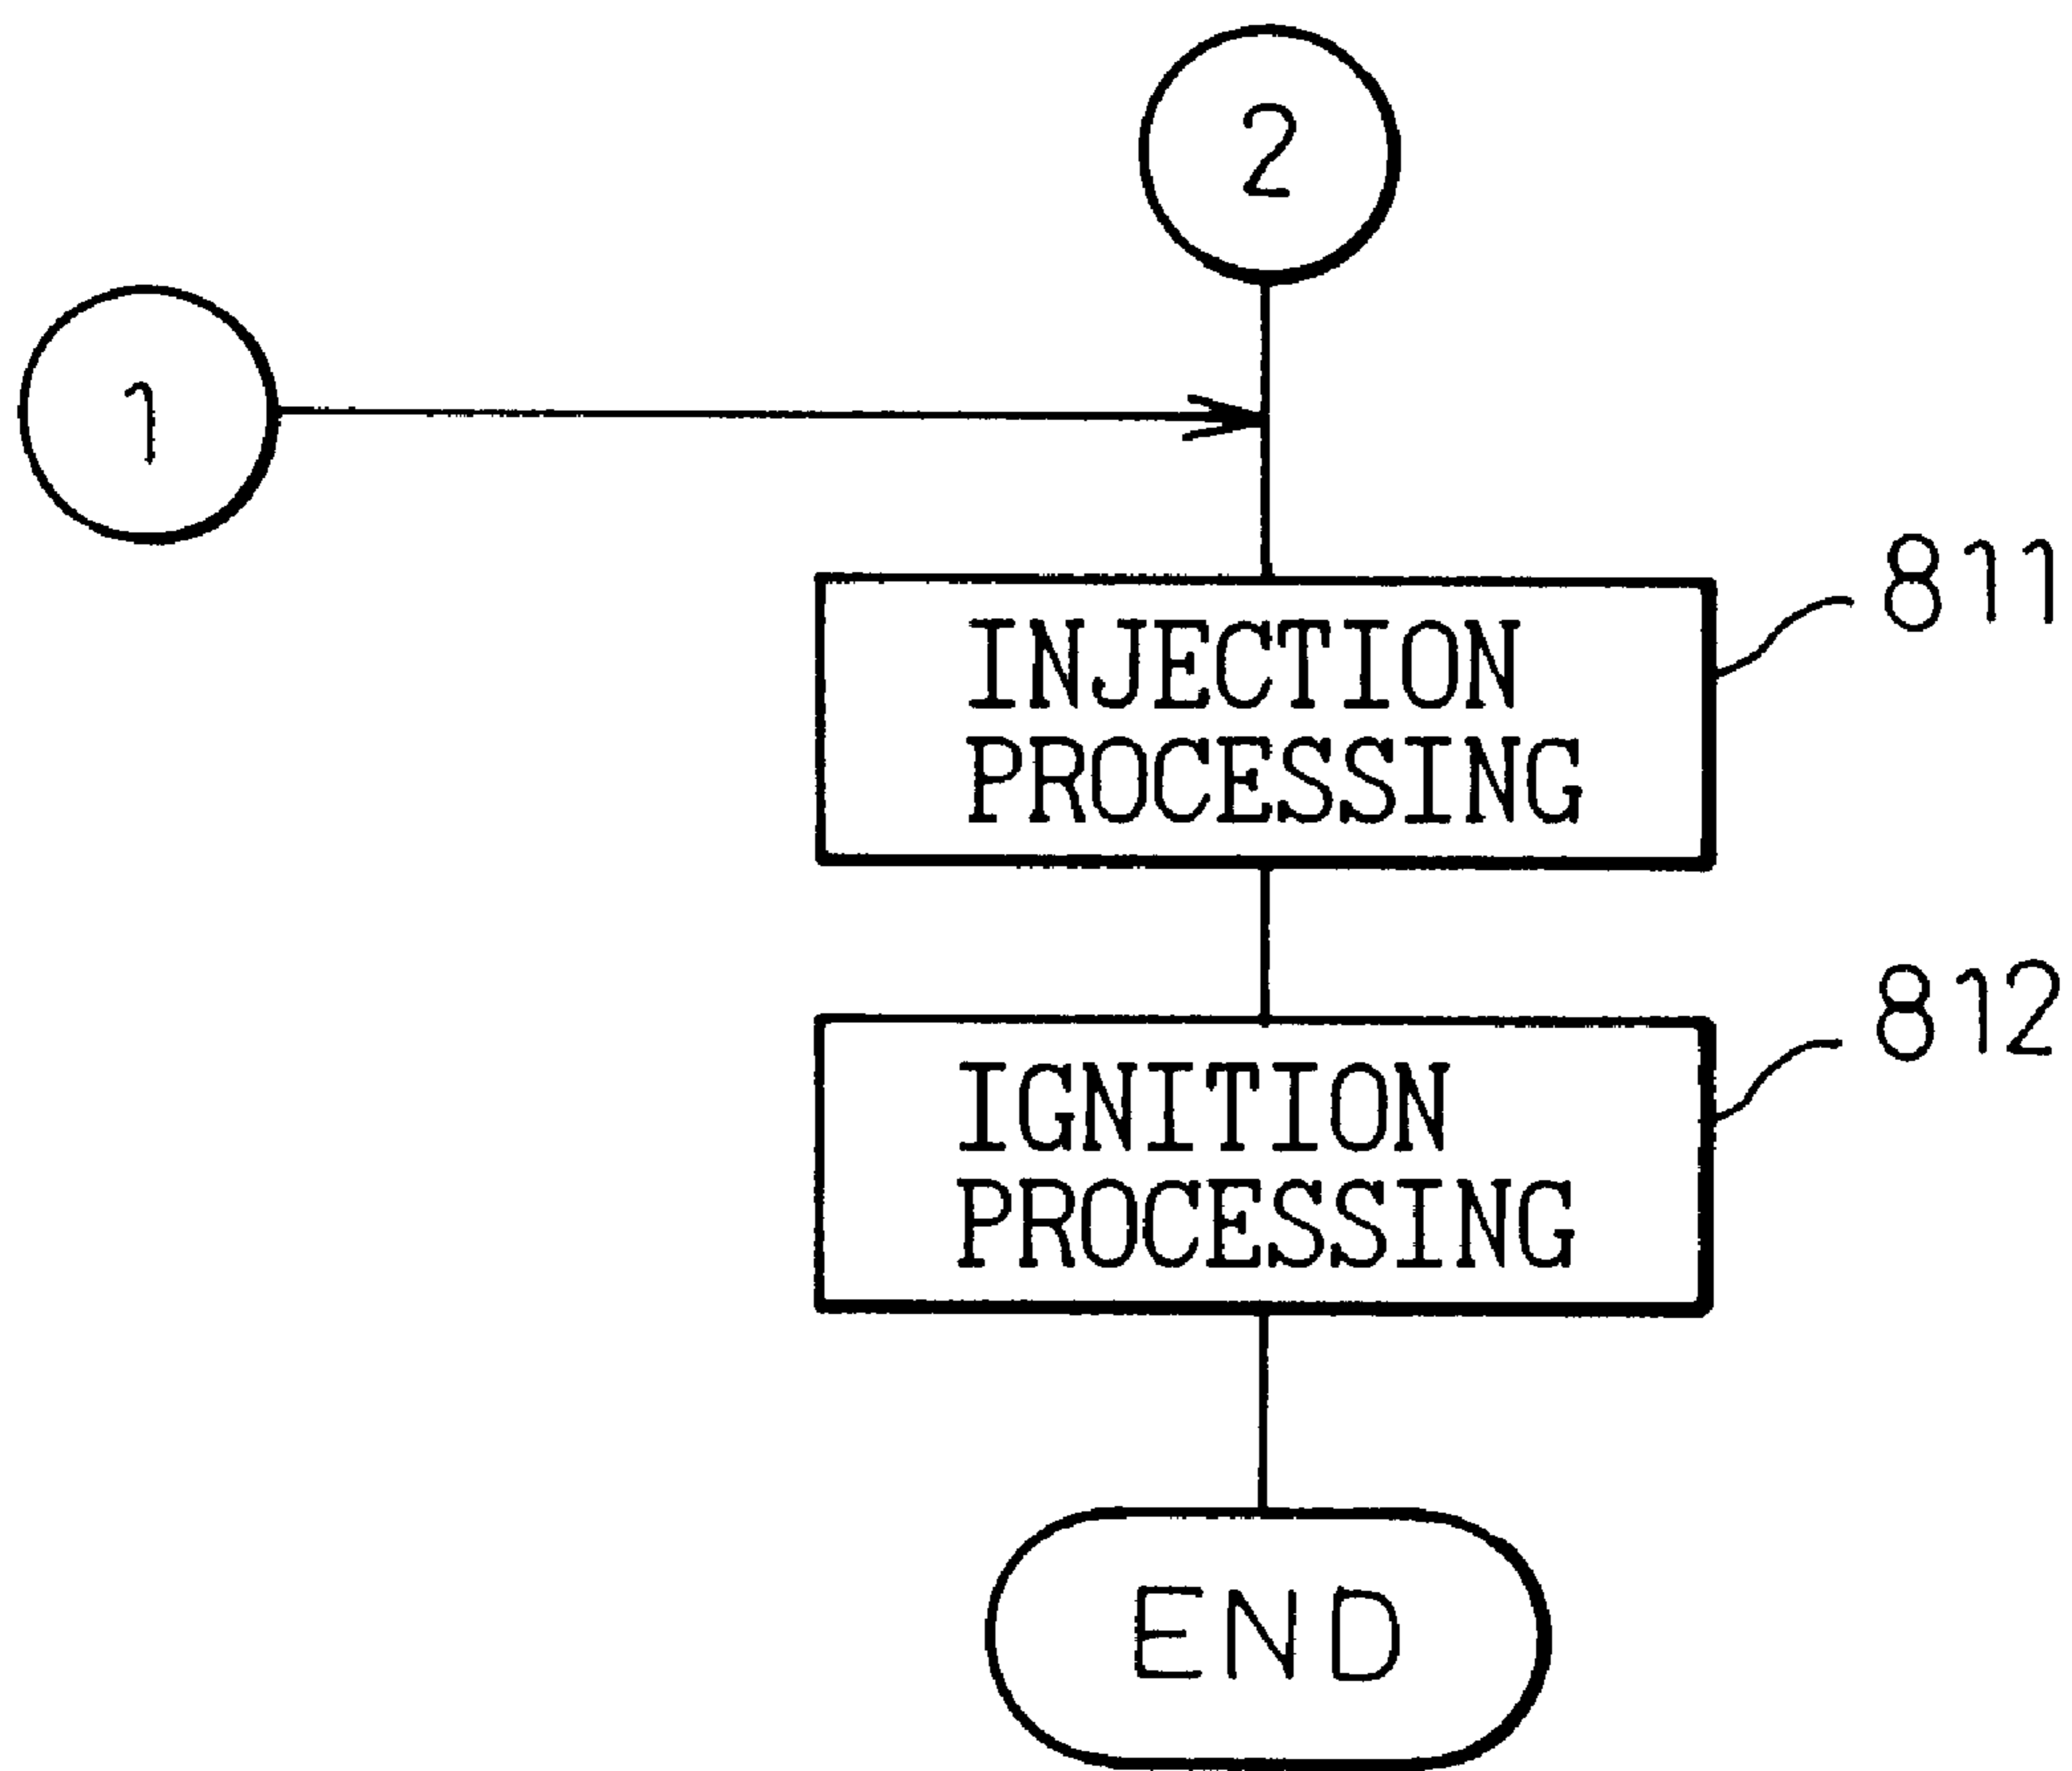 2
1
811
INJECTION
PROCESSING
812
IGNITION
PROCESSING
END